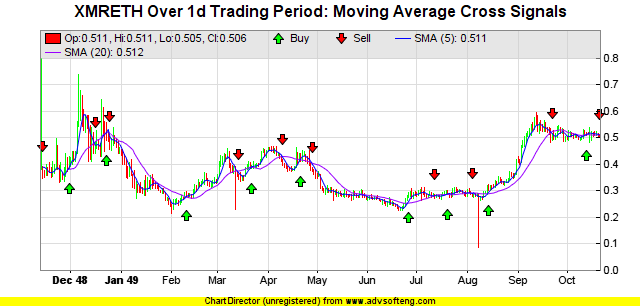 XMRETH Over 1d Trading Period: Moving Average Cross Signals
Op:0.511, Hi:0.511, Lo:0.505, Cl:0.506 Buy Sell SMA (5): 0.511
SMA (20): 0.512
0.8
0.7
0.6
0.5
0.4
0.3
0.2
0.1
0.0
Dec 48 Jan 49 Feb Mar Apr May Jun Jul Aug Sep Oct
ChartDirector (unregistered) from www.advsofteng.com